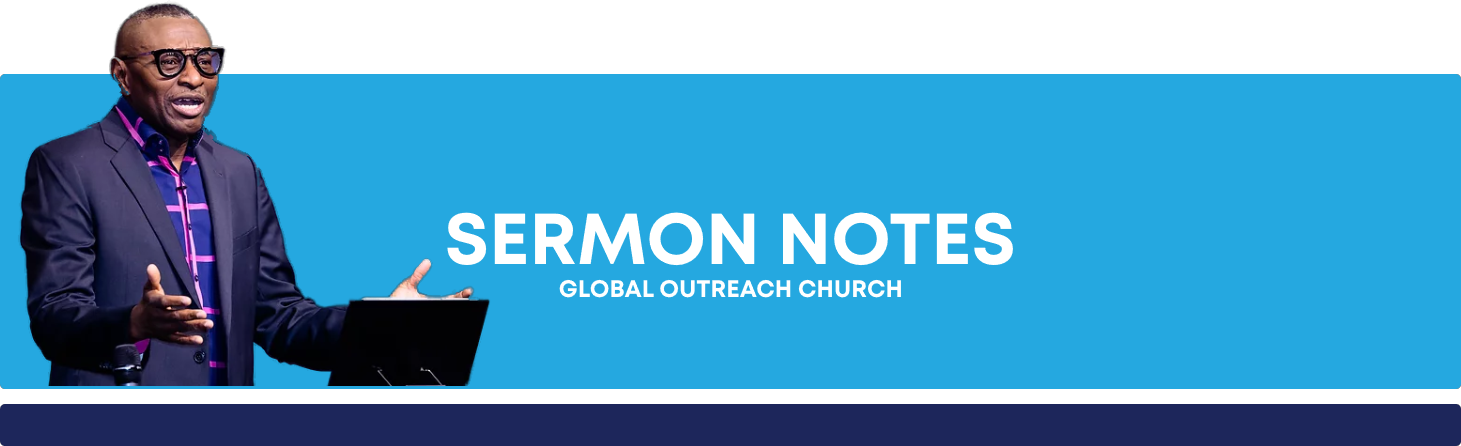 SERMON NOTES
GLOBAL OUTREACH CHURCH